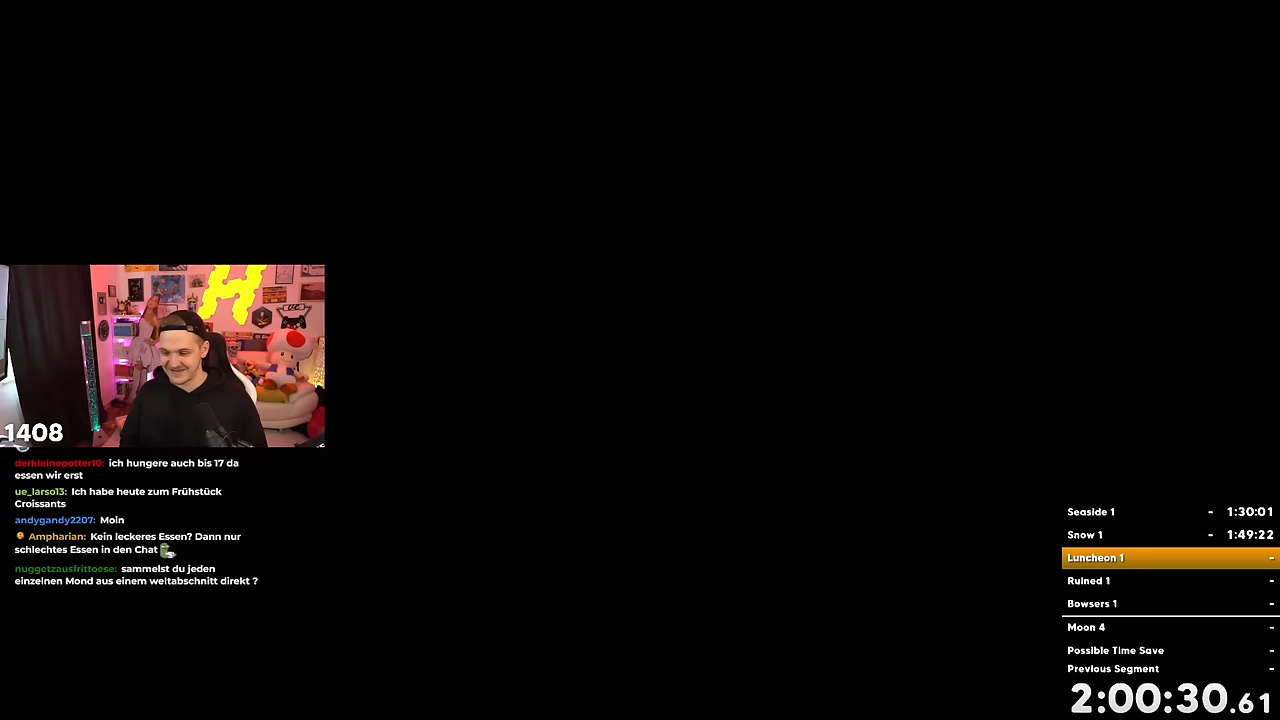 1408
derkleinepotter10: ich hungere auch bis 17 da
essen wir erst
ue_larso13: Ich habe heute zum Frühstück
Croissants
andygandy2207: Moin
Ampharian: Kein leckeres Essen? Dann nur
schlechtes Essen in den Chat
nuggetzausfrittoese: sammelst du jeden
einzelnen Mond aus einem weltabschnitt direkt ?
Seaside 1 - 1:30:01
Snow 1 - 1:49:22
Luncheon 1 -
Ruined 1 -
Bowsers 1 -
Moon 4 -
Possible Time Save -
Previous Segment -
2:00:30.61